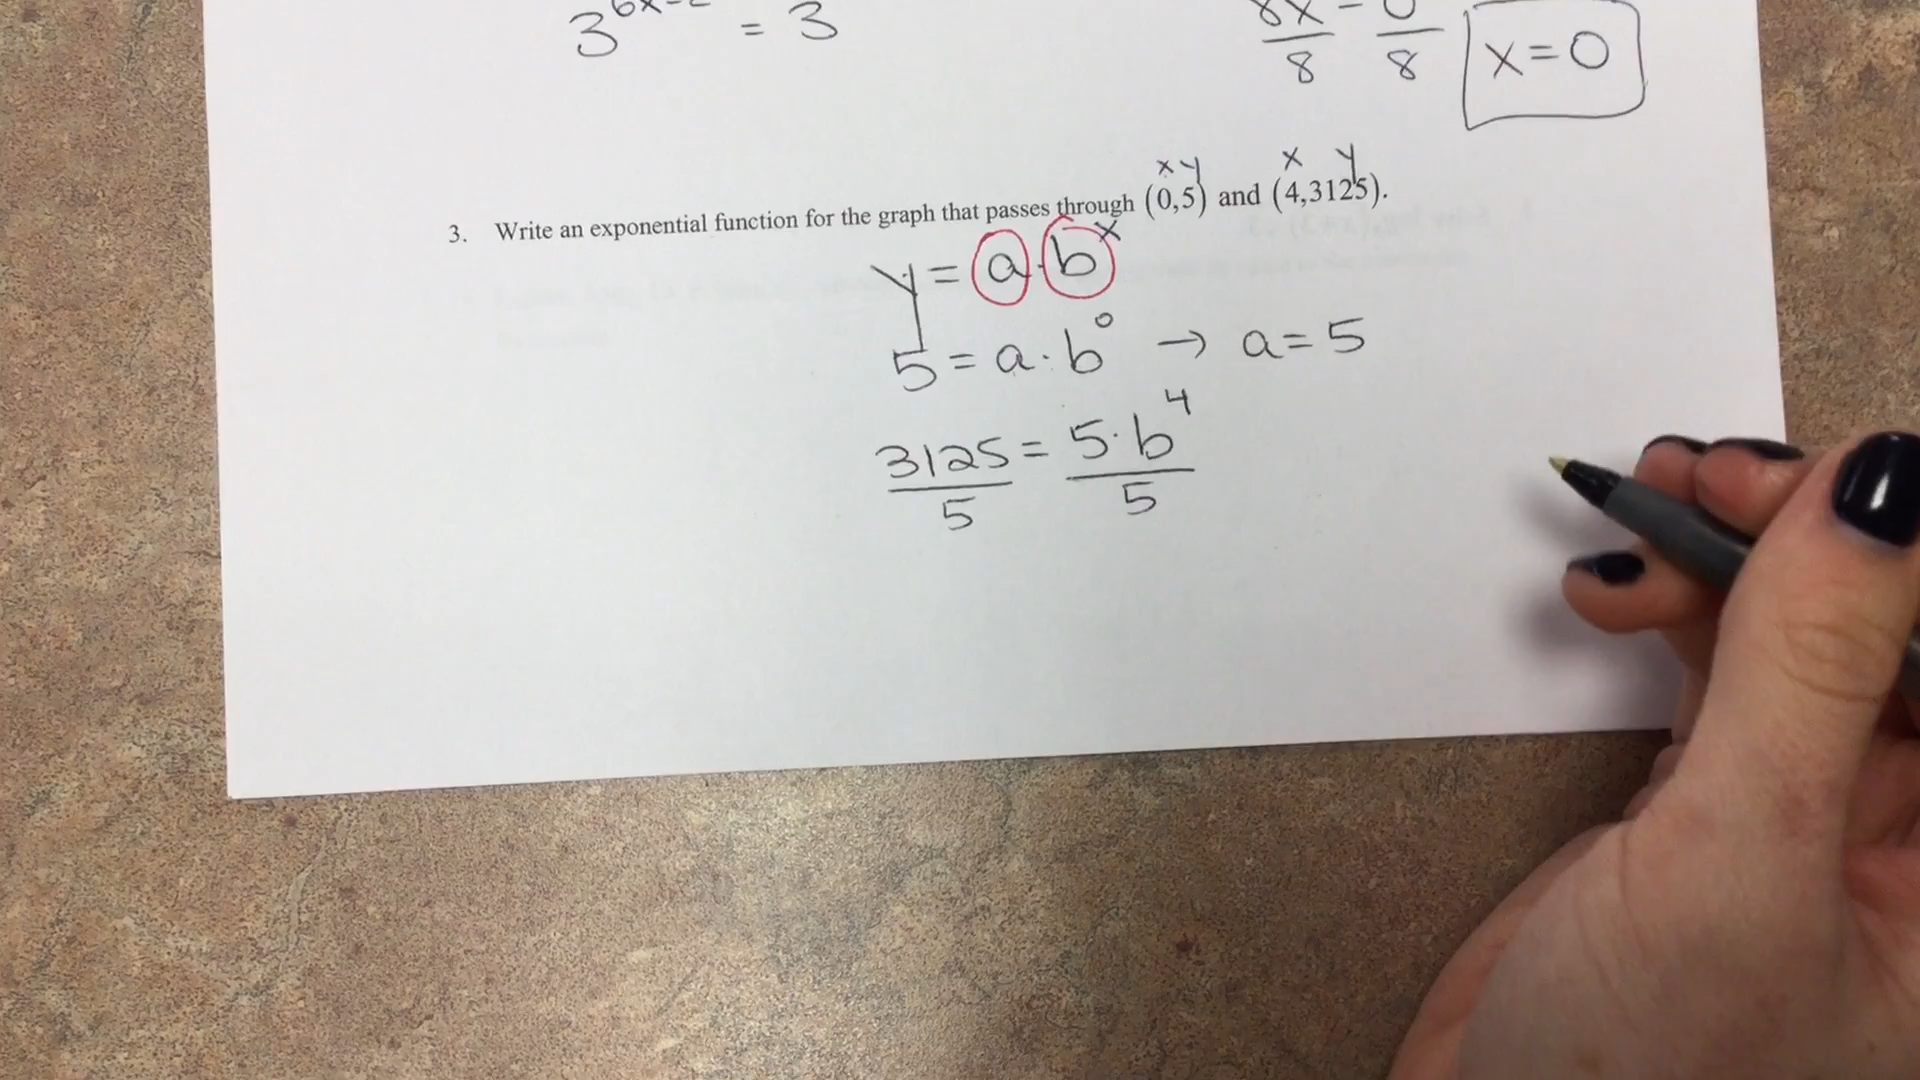 3 = 3
8 8
x = 0
x y x y
3. Write an exponential function for the graph that passes through (0,5) and (4,3125).
y = a · b^x
5 = a · b^0 → a = 5
3125 = 5 · b^4
5 5